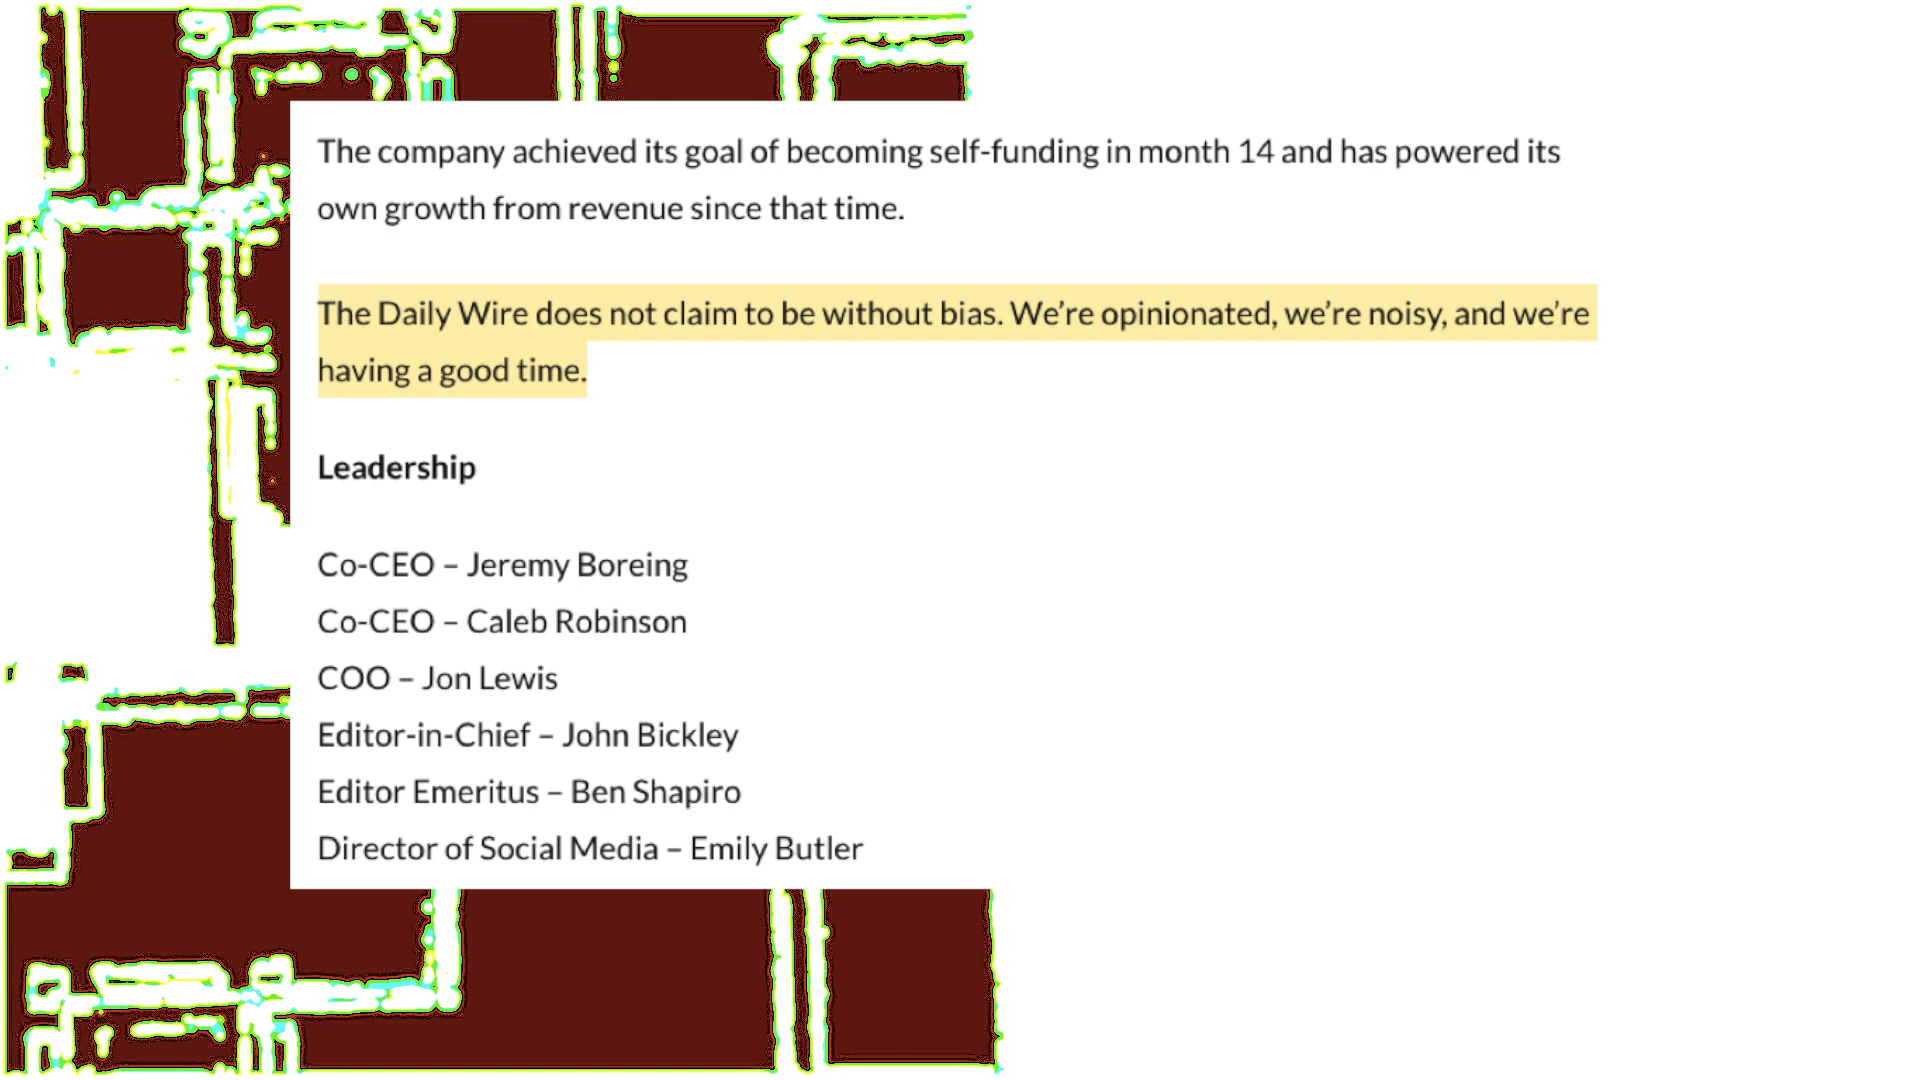 The company achieved its goal of becoming self-funding in month 14 and has powered its
own growth from revenue since that time.
The Daily Wire does not claim to be without bias. We’re opinionated, we’re noisy, and we’re
having a good time.
Leadership
Co-CEO – Jeremy Boreing
Co-CEO – Caleb Robinson
COO – Jon Lewis
Editor-in-Chief – John Bickley
Editor Emeritus – Ben Shapiro
Director of Social Media – Emily Butler